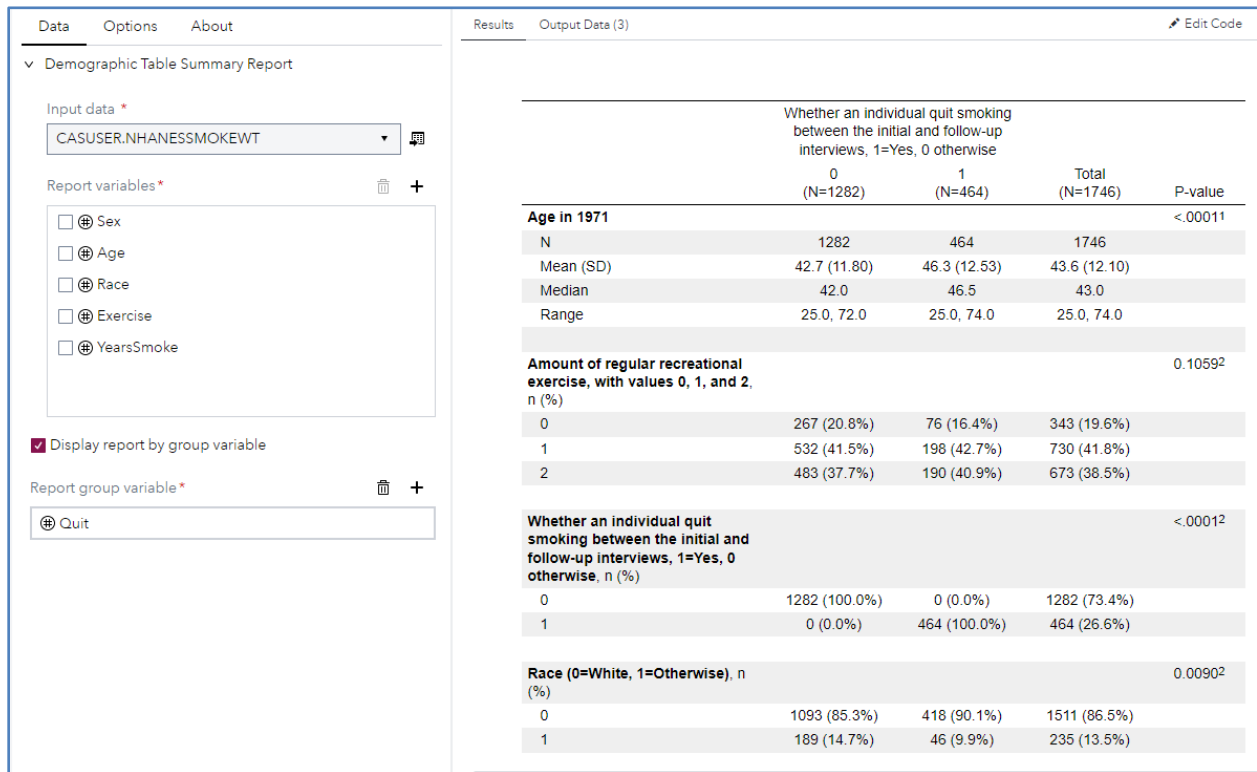 Data Options About
Demographic Table Summary Report
Input data *
CASUSER.NHANESSMOKEWT
Report variables*
Sex
Age
Race
Exercise
YearsSmoke
Display report by group variable
Report group variable*
Quit
Results Output Data (3) Edit Code
Whether an individual quit smoking
between the initial and follow-up
interviews, 1=Yes, 0 otherwise
0 1 Total
(N=1282) (N=464) (N=1746) P-value
Age in 1971 <.0001¹
N 1282 464 1746
Mean (SD) 42.7 (11.80) 46.3 (12.53) 43.6 (12.10)
Median 42.0 46.5 43.0
Range 25.0, 72.0 25.0, 74.0 25.0, 74.0
Amount of regular recreational 0.1059²
exercise, with values 0, 1, and 2,
n (%)
0 267 (20.8%) 76 (16.4%) 343 (19.6%)
1 532 (41.5%) 198 (42.7%) 730 (41.8%)
2 483 (37.7%) 190 (40.9%) 673 (38.5%)
Whether an individual quit <.0001²
smoking between the initial and
follow-up interviews, 1=Yes, 0
otherwise, n (%)
0 1282 (100.0%) 0 (0.0%) 1282 (73.4%)
1 0 (0.0%) 464 (100.0%) 464 (26.6%)
Race (0=White, 1=Otherwise), n 0.0090²
(%)
0 1093 (85.3%) 418 (90.1%) 1511 (86.5%)
1 189 (14.7%) 46 (9.9%) 235 (13.5%)